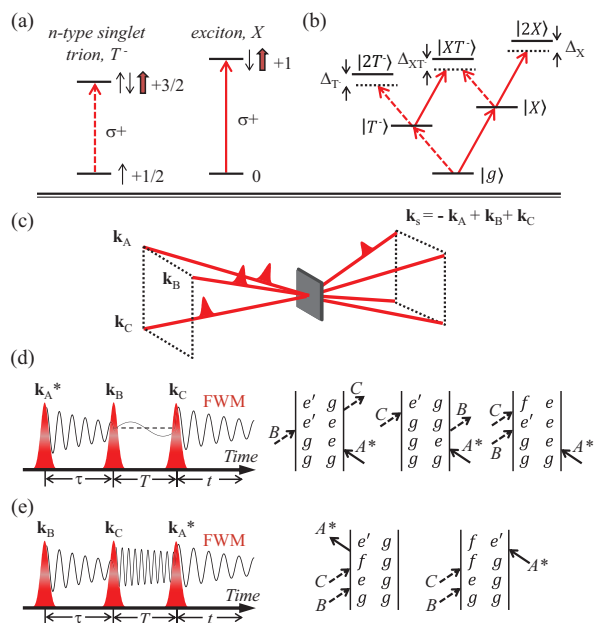 (a)
n-type singlet
trion, T⁻
exciton, X
↑↓⇧ +3/2
↓⇧ +1
σ+
σ+
↑ +1/2
0
(b)
|2T⁻⟩
|XT⁻⟩
|2X⟩
Δ_T⁻
Δ_XT⁻
Δ_X
|T⁻⟩
|X⟩
|g⟩
(c)
k_A
k_B
k_C
k_s = - k_A + k_B + k_C
(d)
k_A*
k_B
k_C
FWM
Time
τ
T
t
e' g
e' e
g e
g g
B
C
A*
e' g
g g
g e
g g
C
B
A*
f e
e' e
g e
g g
C
B
A*
(e)
k_B
k_C
k_A*
FWM
Time
τ
T
t
e' g
f g
e g
g g
A*
C
B
f e'
f g
e g
g g
A*
C
B